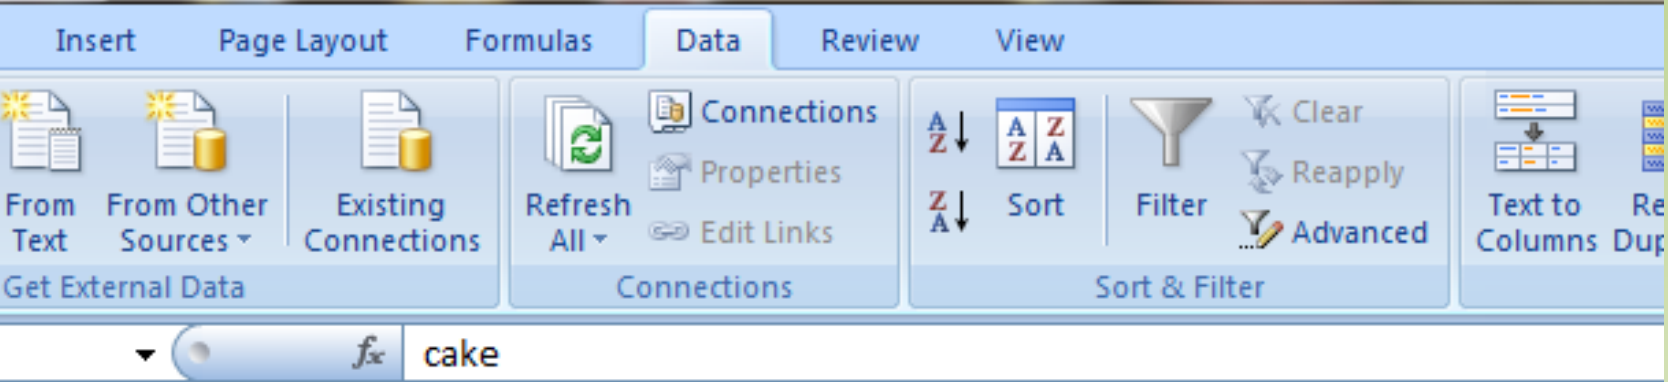 Insert Page Layout Formulas Data Review View
From Text
From Other Sources
Existing Connections
Refresh All
Connections
Properties
Edit Links
A Z
Z A
A Z Z A
Sort
Filter
Clear
Reapply
Advanced
Text to Columns
Get External Data
Connections
Sort & Filter
fx cake